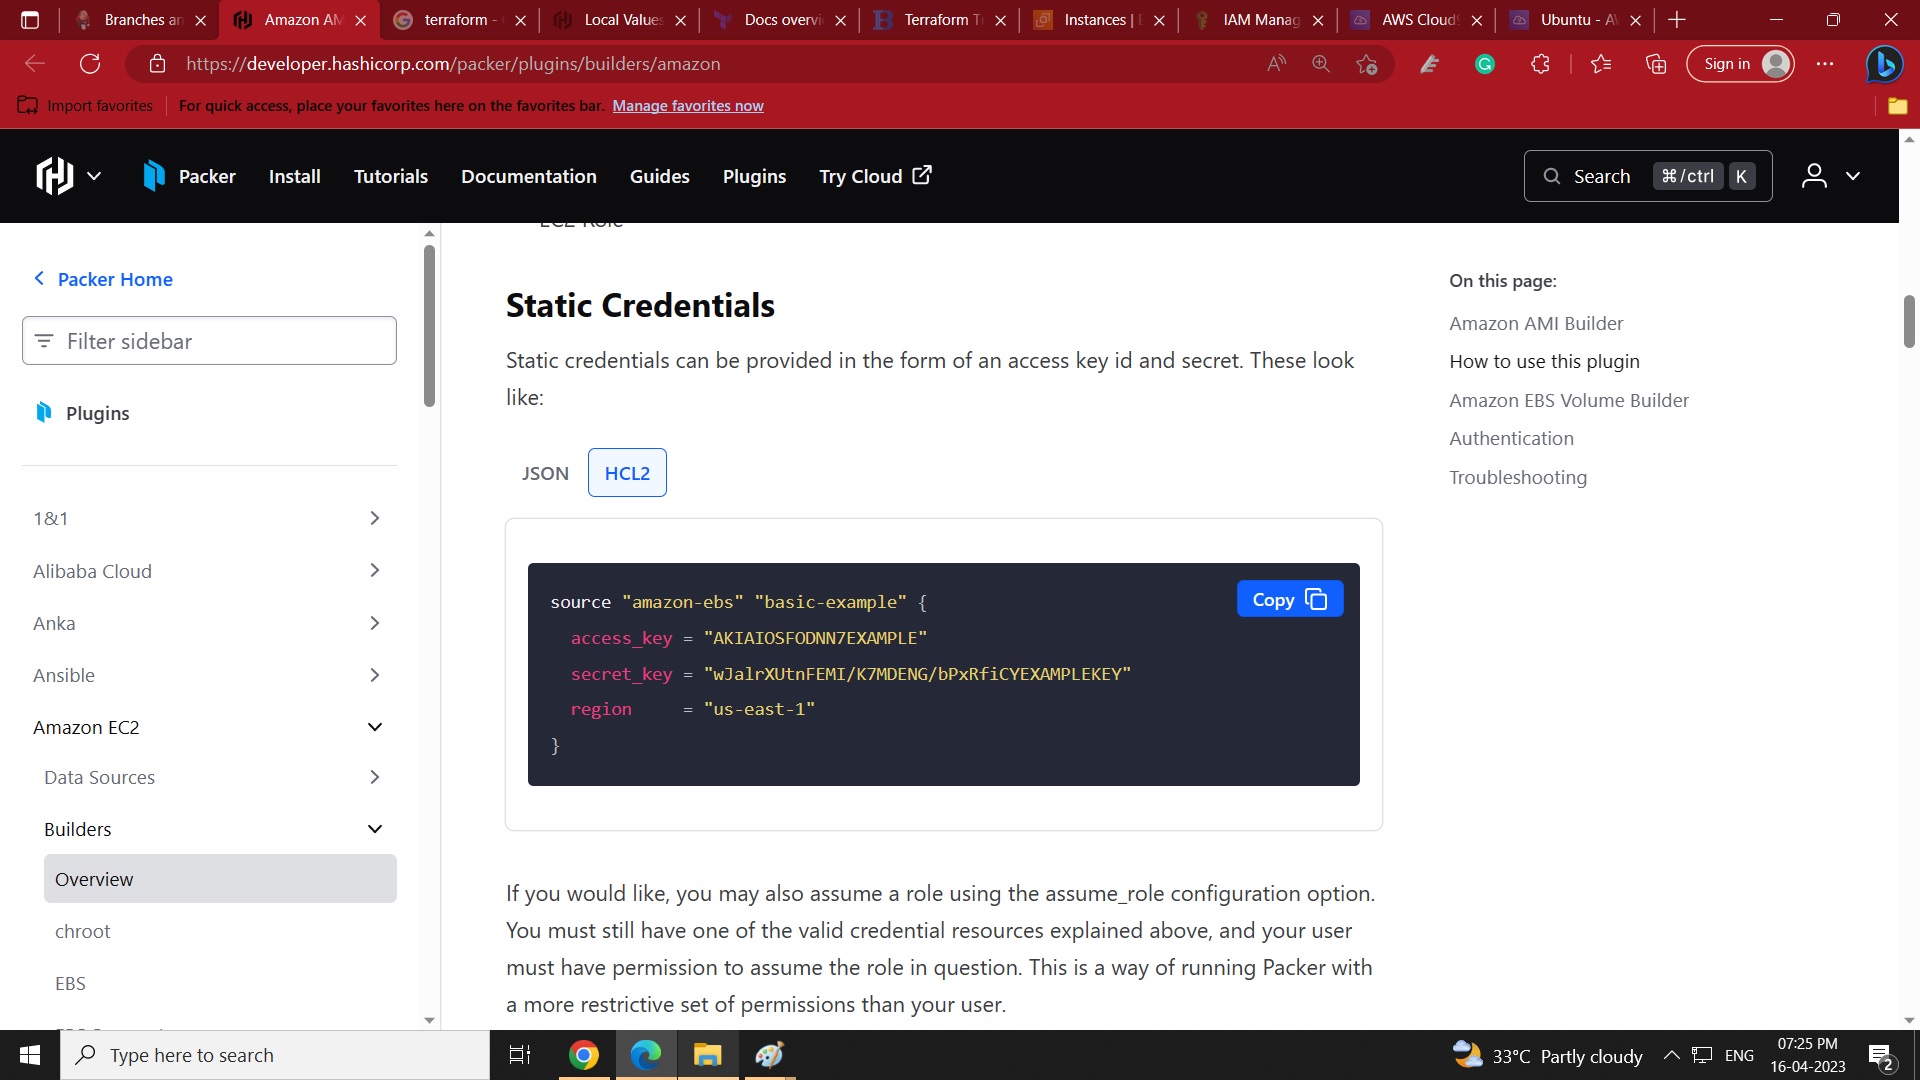 Branches an
Amazon AM
terraform -
Local Values
Docs overvi
Terraform Tu
Instances | E
IAM Manag
AWS Cloud
Ubuntu - A
https://developer.hashicorp.com/packer/plugins/builders/amazon
Sign in
Import favorites
For quick access, place your favorites here on the favorites bar. Manage favorites now
Packer
Install
Tutorials
Documentation
Guides
Plugins
Try Cloud
Search
⌘/ctrl
K
Packer Home
Filter sidebar
Plugins
1&1
Alibaba Cloud
Anka
Ansible
Amazon EC2
Data Sources
Builders
Overview
chroot
EBS
EC2 Role
Static Credentials
Static credentials can be provided in the form of an access key id and secret. These look
like:
JSON
HCL2
Copy
source "amazon-ebs" "basic-example" {
access_key = "AKIAIOSFODNN7EXAMPLE"
secret_key = "wJalrXUtnFEMI/K7MDENG/bPxRfiCYEXAMPLEKEY"
region = "us-east-1"
}
If you would like, you may also assume a role using the assume_role configuration option.
You must still have one of the valid credential resources explained above, and your user
must have permission to assume the role in question. This is a way of running Packer with
a more restrictive set of permissions than your user.
On this page:
Amazon AMI Builder
How to use this plugin
Amazon EBS Volume Builder
Authentication
Troubleshooting
Type here to search
33°C Partly cloudy
ENG
07:25 PM
16-04-2023
2